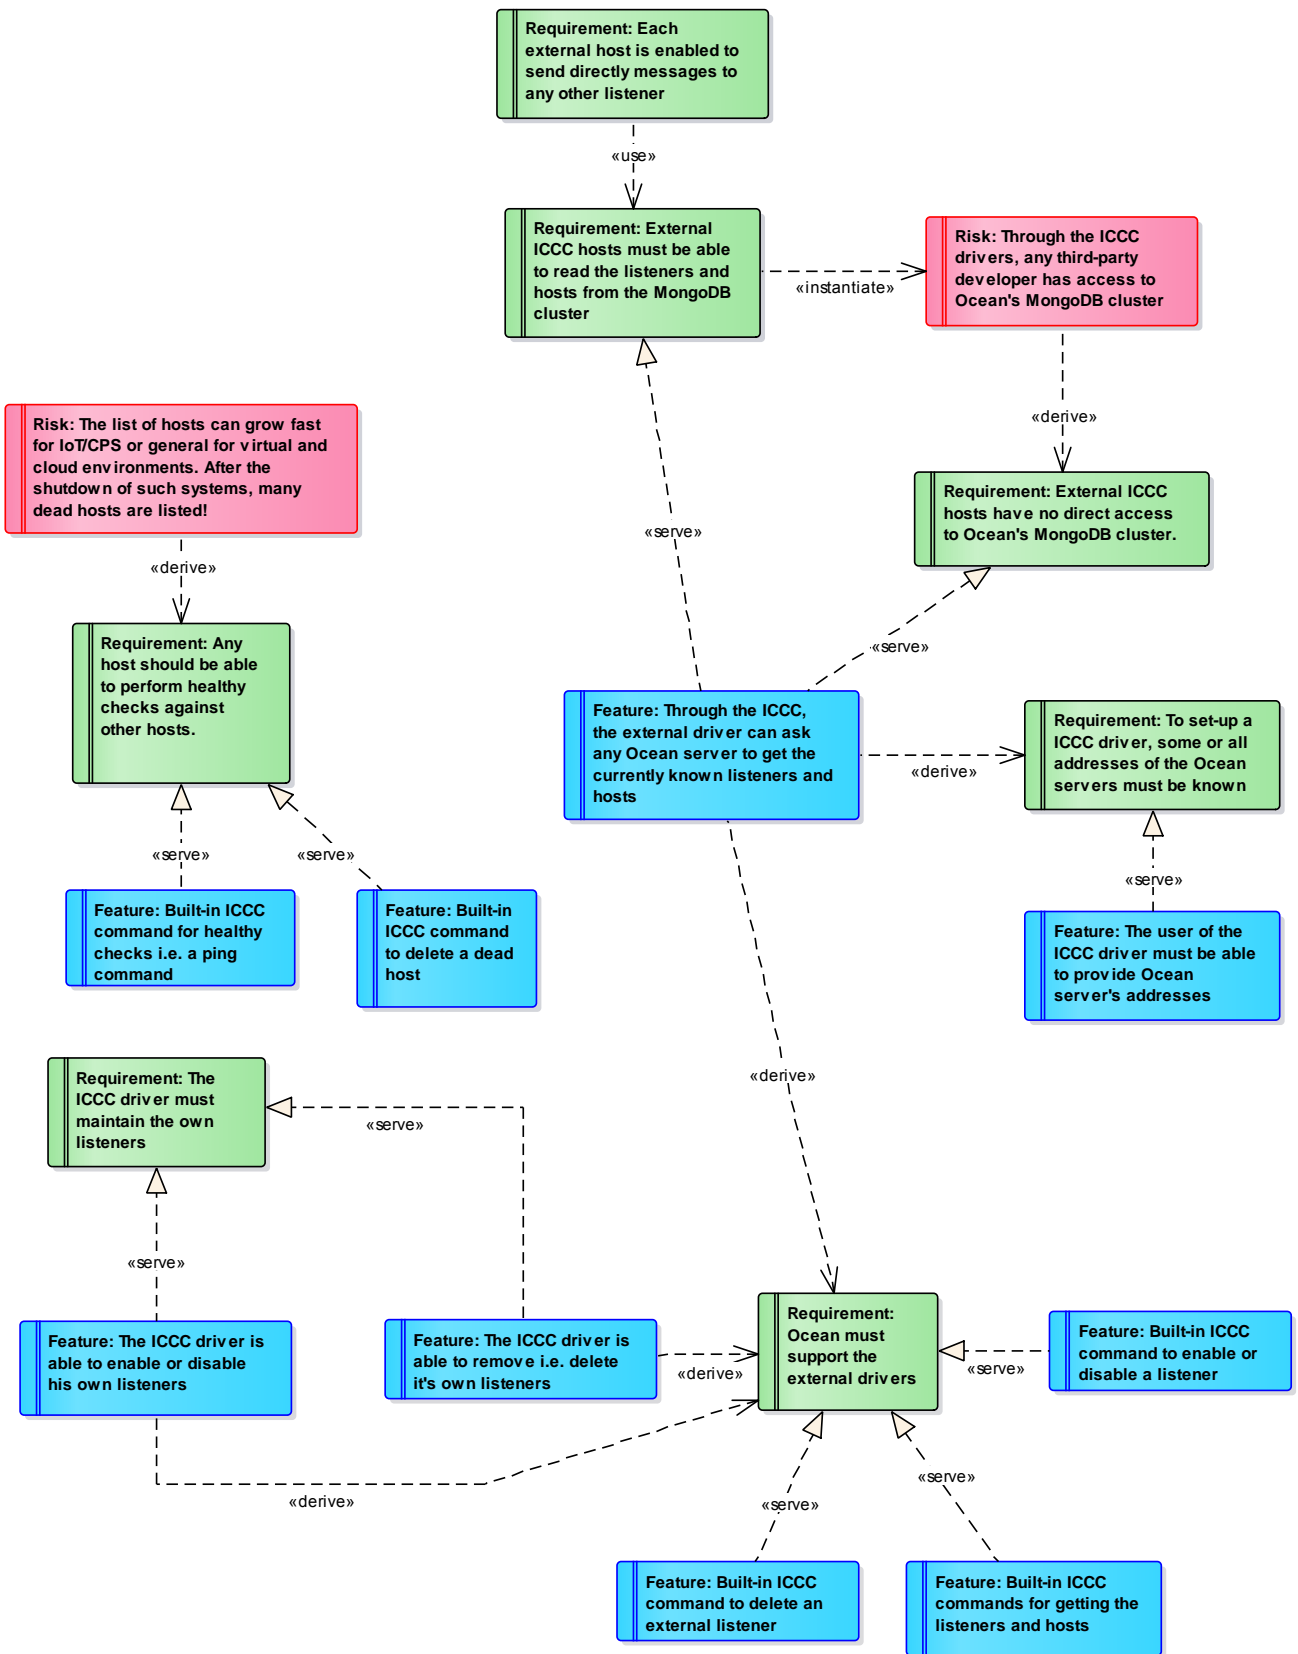 Requirement: Each
external host is enabled to
send directly messages to
any other listener
«use»
Requirement: External
ICCC hosts must be able
to read the listeners and
hosts from the MongoDB
cluster
«instantiate»
Risk: Through the ICCC
drivers, any third-party
developer has access to
Ocean's MongoDB cluster
«derive»
Risk: The list of hosts can grow fast
for IoT/CPS or general for virtual and
cloud environments. After the
shutdown of such systems, many
dead hosts are listed!
«derive»
Requirement: External ICCC
hosts have no direct access
to Ocean's MongoDB cluster.
«serve»
«serve»
Requirement: Any
host should be able
to perform healthy
checks against
other hosts.
Feature: Through the ICCC,
the external driver can ask
any Ocean server to get the
currently known listeners and
hosts
«derive»
Requirement: To set-up a
ICCC driver, some or all
addresses of the Ocean
servers must be known
«serve»
«serve»
«serve»
Feature: Built-in ICCC
command for healthy
checks i.e. a ping
command
Feature: Built-in
ICCC command
to delete a dead
host
Feature: The user of the
ICCC driver must be able
to provide Ocean
server's addresses
«derive»
Requirement: The
ICCC driver must
maintain the own
listeners
«serve»
«serve»
Feature: The ICCC driver is
able to enable or disable
his own listeners
Feature: The ICCC driver is
able to remove i.e. delete
it's own listeners
«derive»
Requirement:
Ocean must
support the
external drivers
«serve»
Feature: Built-in ICCC
command to enable or
disable a listener
«derive»
«serve»
«serve»
Feature: Built-in ICCC
command to delete an
external listener
Feature: Built-in ICCC
commands for getting the
listeners and hosts